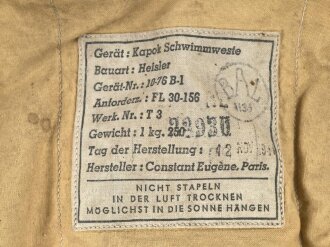 Gerät: Kapok Schwimmweste
Bauart: Heisler
Gerät-Nr.: 10-76 B-1
Anforderz.: FL 30-156
Werk. Nr.: T 3
Gewicht: 1 kg. 250
Tag der Herstellung:
Hersteller: Constant Eugène, Paris.
NICHT STAPELN
IN DER LUFT TROCKNEN
MÖGLICHST IN DIE SONNE HÄNGEN